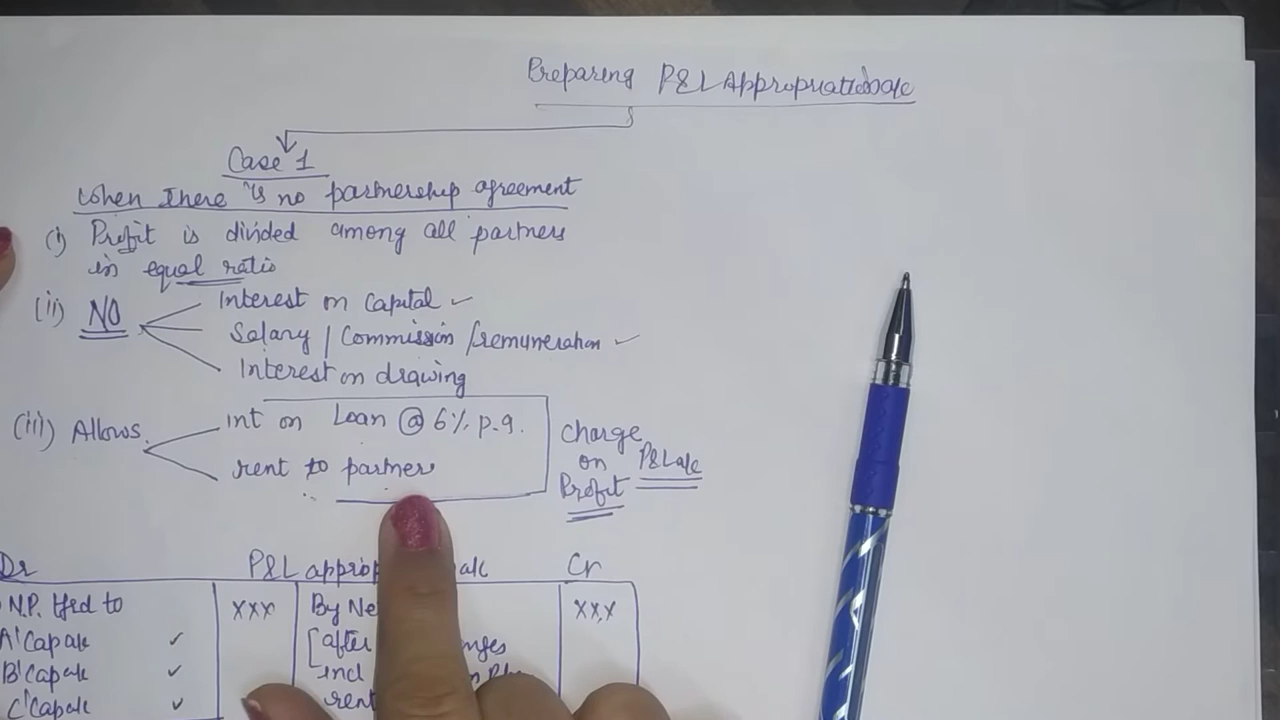 Preparing P&L Appropriation a/c
Case 1
When There is no partnership agreement
(i) Profit is divided among all partners
in equal ratio
(ii) NO
Interest on Capital ✓
Salary / Commission / remuneration ✓
Interest on drawing
(iii) Allows
int on Loan @ 6% p.a.
rent to partner
Charge
on
Profit
P&L a/c
Dr P&L approp a/c Cr
N.P. tfed to xxx By Ne xxx
A' Cap a/c ✓ [after nges
B' Cap a/c ✓ incl
C' Cap a/c ✓ rent